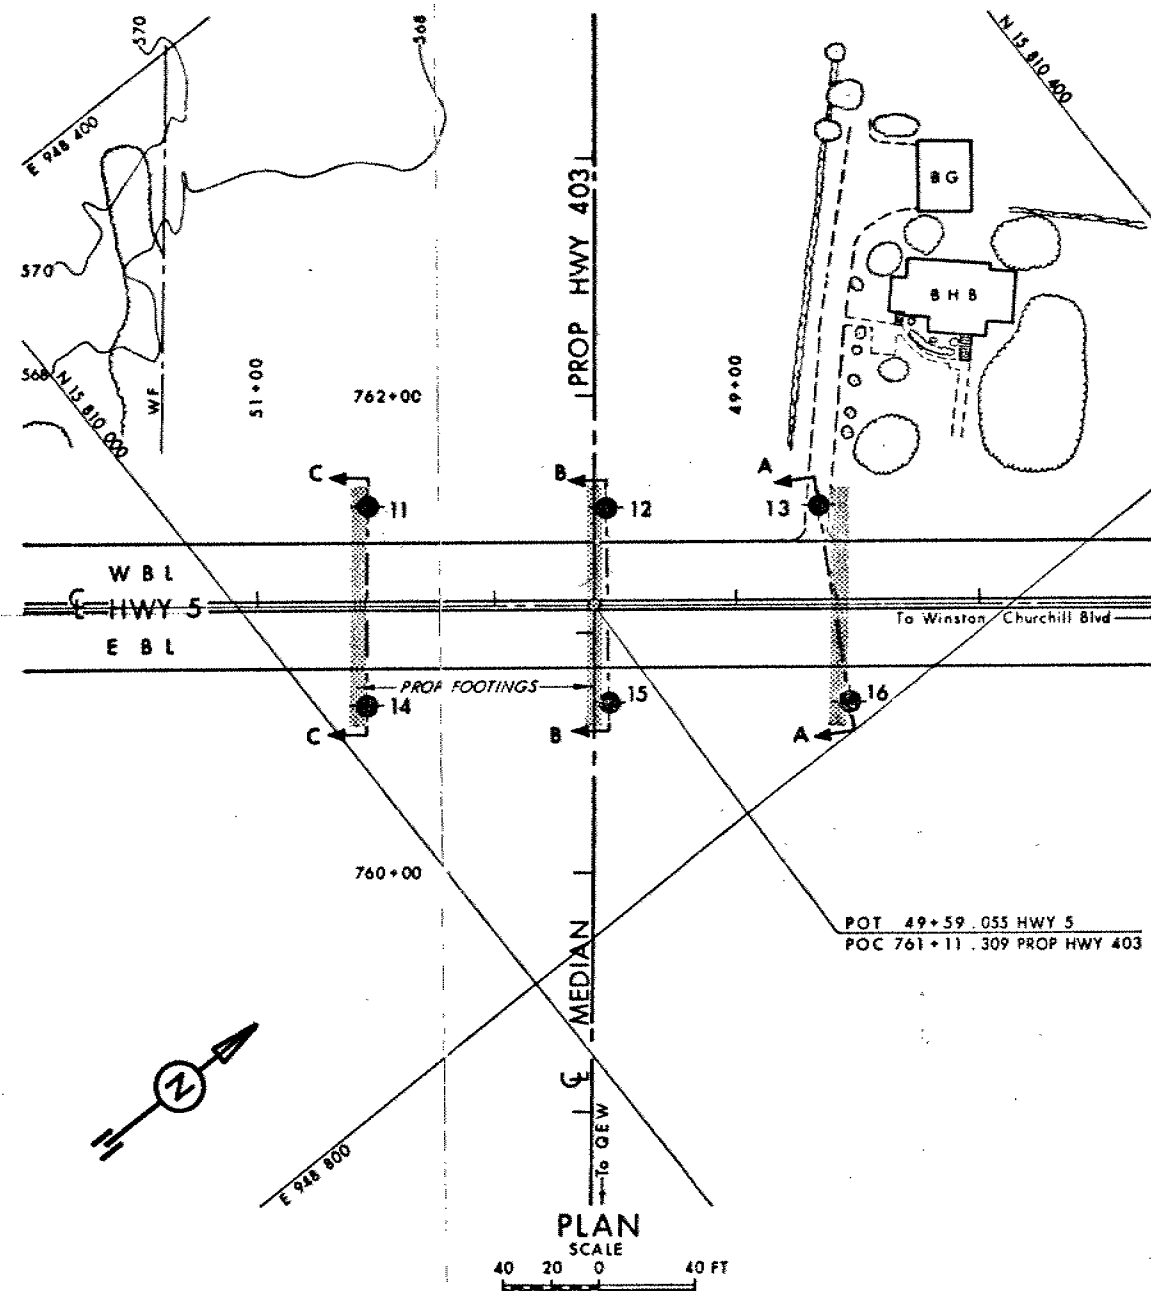 570
568
N 15 810 400
E 948 400
PROP HWY 403
BG
570
BHB
568
N 15 810 000
WF
51+00
762+00
49+00
C
B
A
11
12
13
WBL
℄ HWY 5
To Winston Churchill Blvd
EBL
PROP FOOTINGS
14
15
16
C
B
A
760+00
POT 49+59.055 HWY 5
POC 761+11.309 PROP HWY 403
MEDIAN
℄
N
To QEW
E 948 800
PLAN
SCALE
40 20 0 40 FT